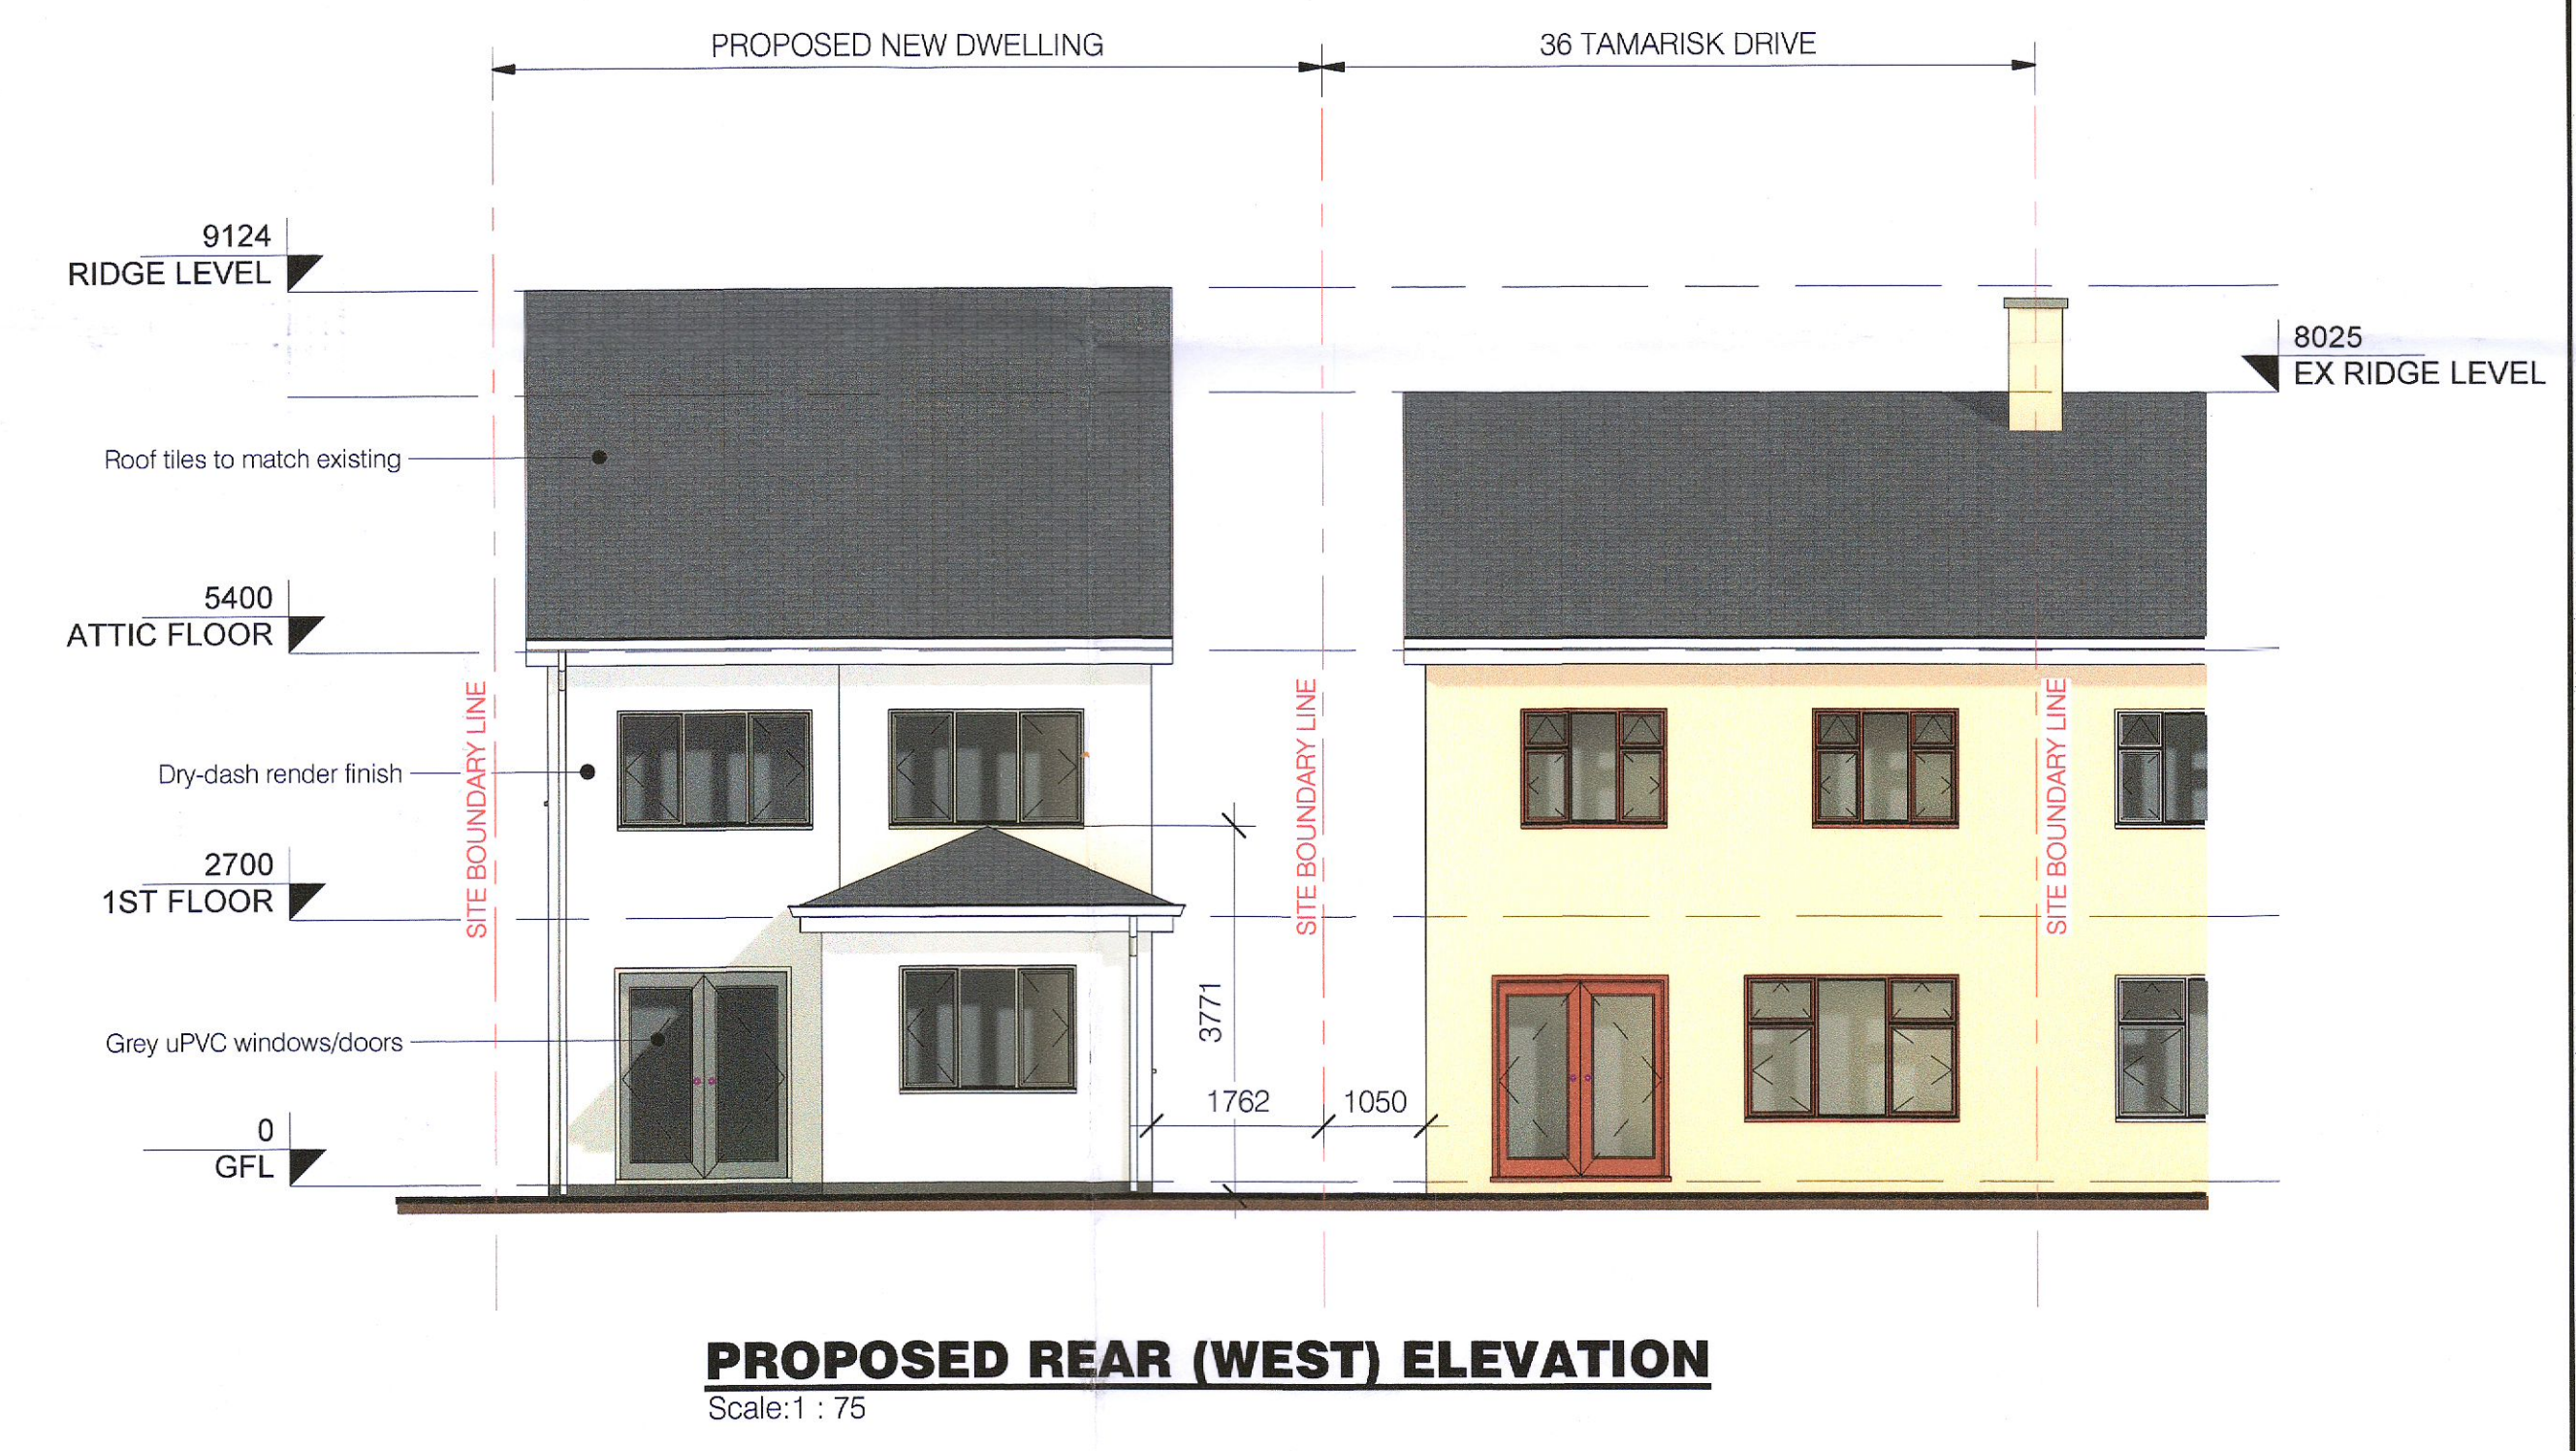 PROPOSED NEW DWELLING
36 TAMARISK DRIVE
9124
RIDGE LEVEL
8025
EX RIDGE LEVEL
Roof tiles to match existing
5400
ATTIC FLOOR
SITE BOUNDARY LINE
SITE BOUNDARY LINE
SITE BOUNDARY LINE
Dry-dash render finish
2700
1ST FLOOR
3771
Grey uPVC windows/doors
1762
1050
0
GFL
PROPOSED REAR (WEST) ELEVATION
Scale:1 : 75